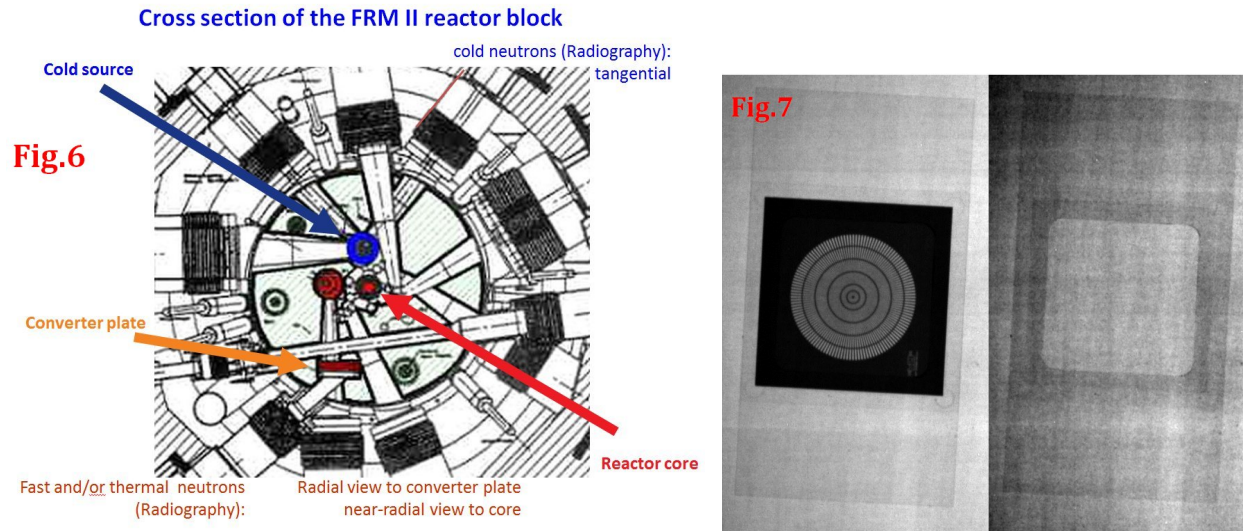 Cross section of the FRM II reactor block
cold neutrons (Radiography):
tangential
Cold source
Fig.6
Fig.7
Converter plate
Reactor core
Fast and/or thermal neutrons
(Radiography):
Radial view to converter plate
near-radial view to core